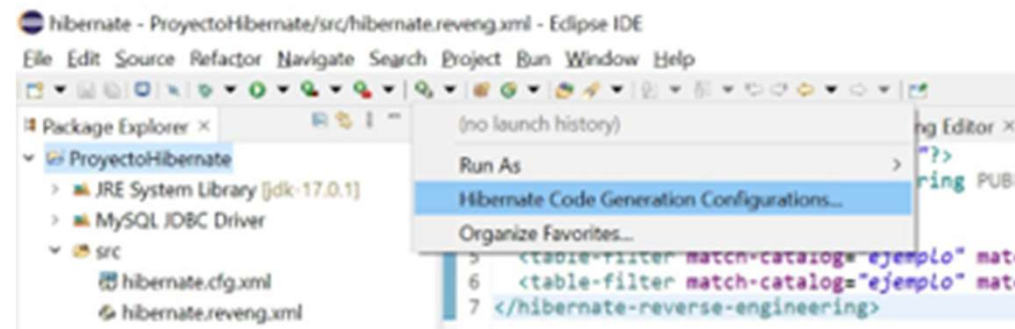 hibernate - ProyectoHibernate/src/hibernate.reveng.xml - Eclipse IDE
File Edit Source Refactor Navigate Search Project Run Window Help
Package Explorer ×
ProyectoHibernate
JRE System Library [jdk-17.0.1]
MySQL JDBC Driver
src
hibernate.cfg.xml
hibernate.reveng.xml
(no launch history)
Run As
Hibernate Code Generation Configurations...
Organize Favorites...
ng Editor ×
"?>
ring PUB
5 <table-filter match-catalog="ejemplo" mat
6 <table-filter match-catalog="ejemplo" mat
7 </hibernate-reverse-engineering>